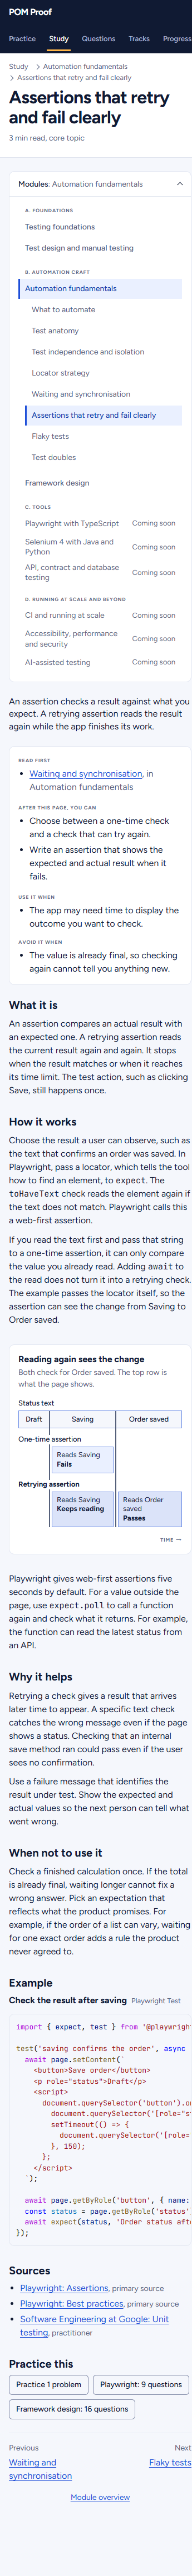 POM Proof
Practice Study Questions Tracks Progress
Study > Automation fundamentals
> Assertions that retry and fail clearly
Assertions that retry
and fail clearly
3 min read, core topic
Modules: Automation fundamentals
A. FOUNDATIONS
Testing foundations
Test design and manual testing
B. AUTOMATION CRAFT
Automation fundamentals
What to automate
Test anatomy
Test independence and isolation
Locator strategy
Waiting and synchronisation
Assertions that retry and fail clearly
Flaky tests
Test doubles
Framework design
C. TOOLS
Playwright with TypeScript Coming soon
Selenium 4 with Java and
Python
Coming soon
API, contract and database
testing
Coming soon
D. RUNNING AT SCALE AND BEYOND
CI and running at scale Coming soon
Accessibility, performance
and security
Coming soon
AI-assisted testing Coming soon
An assertion checks a result against what you
expect. A retrying assertion reads the result
again while the app finishes its work.
READ FIRST
• Waiting and synchronisation, in
Automation fundamentals
AFTER THIS PAGE, YOU CAN
• Choose between a one-time check
and a check that can try again.
• Write an assertion that shows the
expected and actual result when it
fails.
USE IT WHEN
• The app may need time to display the
outcome you want to check.
AVOID IT WHEN
• The value is already final, so checking
again cannot tell you anything new.
What it is
An assertion compares an actual result with
an expected one. A retrying assertion reads
the current result again and again. It stops
when the result matches or when it reaches
its time limit. The test action, such as clicking
Save, still happens once.
How it works
Choose the result a user can observe, such as
the text that confirms an order was saved. In
Playwright, pass a locator, which tells the tool
how to find an element, to expect. The
toHaveText check reads the element again if
the text does not match. Playwright calls this
a web-first assertion.
If you read the text first and pass that string
to a one-time assertion, it can only compare
the value you already read. Adding await to
the read does not turn it into a retrying check.
The example passes the locator itself, so the
assertion can see the change from Saving to
Order saved.
Reading again sees the change
Both check for Order saved. The top row is
what the page shows.
Status text
Draft Saving Order saved
One-time assertion
Reads Saving
Fails
Retrying assertion
Reads Saving
Keeps reading
Reads Order
saved
Passes
TIME →
Playwright gives web-first assertions five
seconds by default. For a value outside the
page, use expect.poll to call a function
again and check what it returns. For example,
the function can read the latest status from
an API.
Why it helps
Retrying a check gives a result that arrives
later time to appear. A specific text check
catches the wrong message even if the page
shows a status. Checking that an internal
save method ran could pass even if the user
sees no confirmation.
Use a failure message that identifies the
result under test. Show the expected and
actual values so the next person can tell what
went wrong.
When not to use it
Check a finished calculation once. If the total
is already final, waiting longer cannot fix a
wrong answer. Pick an expectation that
reflects what the product promises. For
example, if the order of a list can vary, waiting
for one exact order adds a rule the product
never agreed to.
Example
Check the result after saving Playwright Test
import { expect, test } from '@playwrigh
test('saving confirms the order', async
await page.setContent(`
<button>Save order</button>
<p role="status">Draft</p>
<script>
document.querySelector('button').o
document.querySelector('[role="s
setTimeout(() => {
document.querySelector('[role=
}, 150);
};
</script>
`);
await page.getByRole('button', { name:
const status = page.getByRole('status'
await expect(status, 'Order status aft
});
Sources
• Playwright: Assertions, primary source
• Playwright: Best practices, primary source
• Software Engineering at Google: Unit
testing, practitioner
Practice this
Practice 1 problem
Playwright: 9 questions
Framework design: 16 questions
Previous
Waiting and
synchronisation
Next
Flaky tests
Module overview